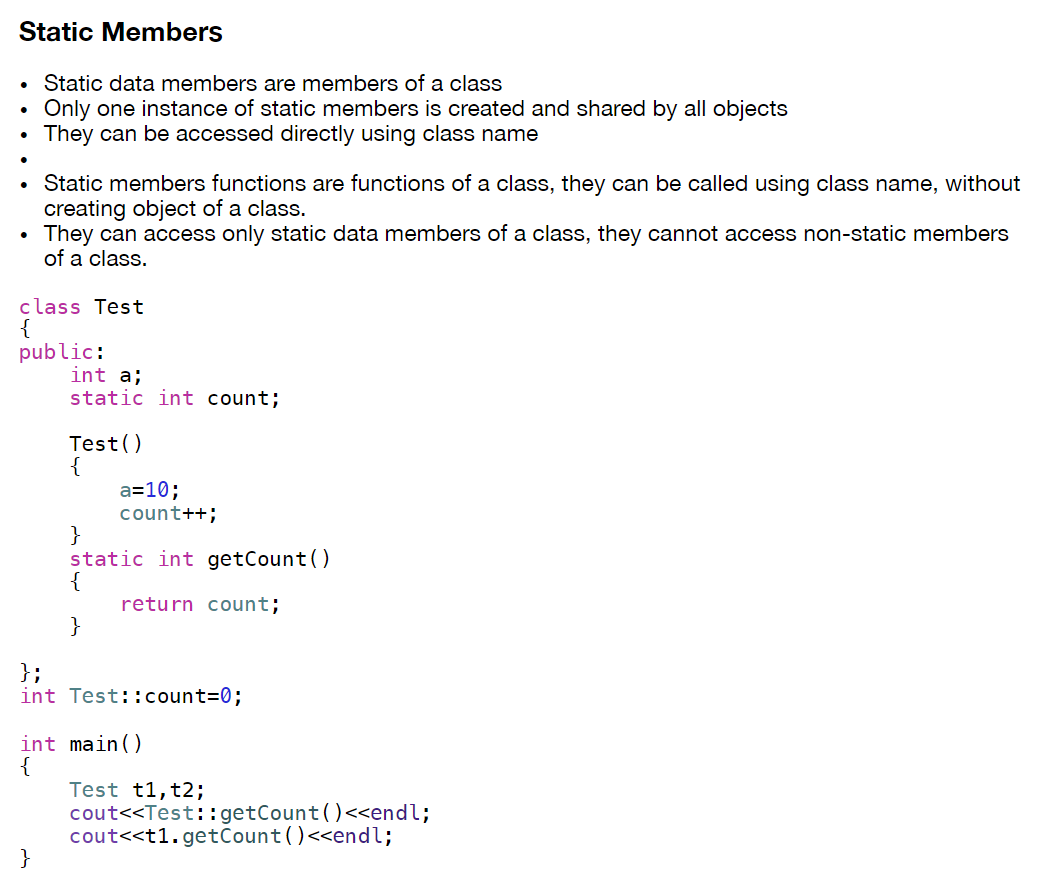 Static Members
• Static data members are members of a class
• Only one instance of static members is created and shared by all objects
• They can be accessed directly using class name
•
• Static members functions are functions of a class, they can be called using class name, without
creating object of a class.
• They can access only static data members of a class, they cannot access non-static members
of a class.
class Test
{
public:
    int a;
    static int count;

    Test()
    {
        a=10;
        count++;
    }
    static int getCount()
    {
        return count;
    }

};
int Test::count=0;

int main()
{
    Test t1,t2;
    cout<<Test::getCount()<<endl;
    cout<<t1.getCount()<<endl;
}